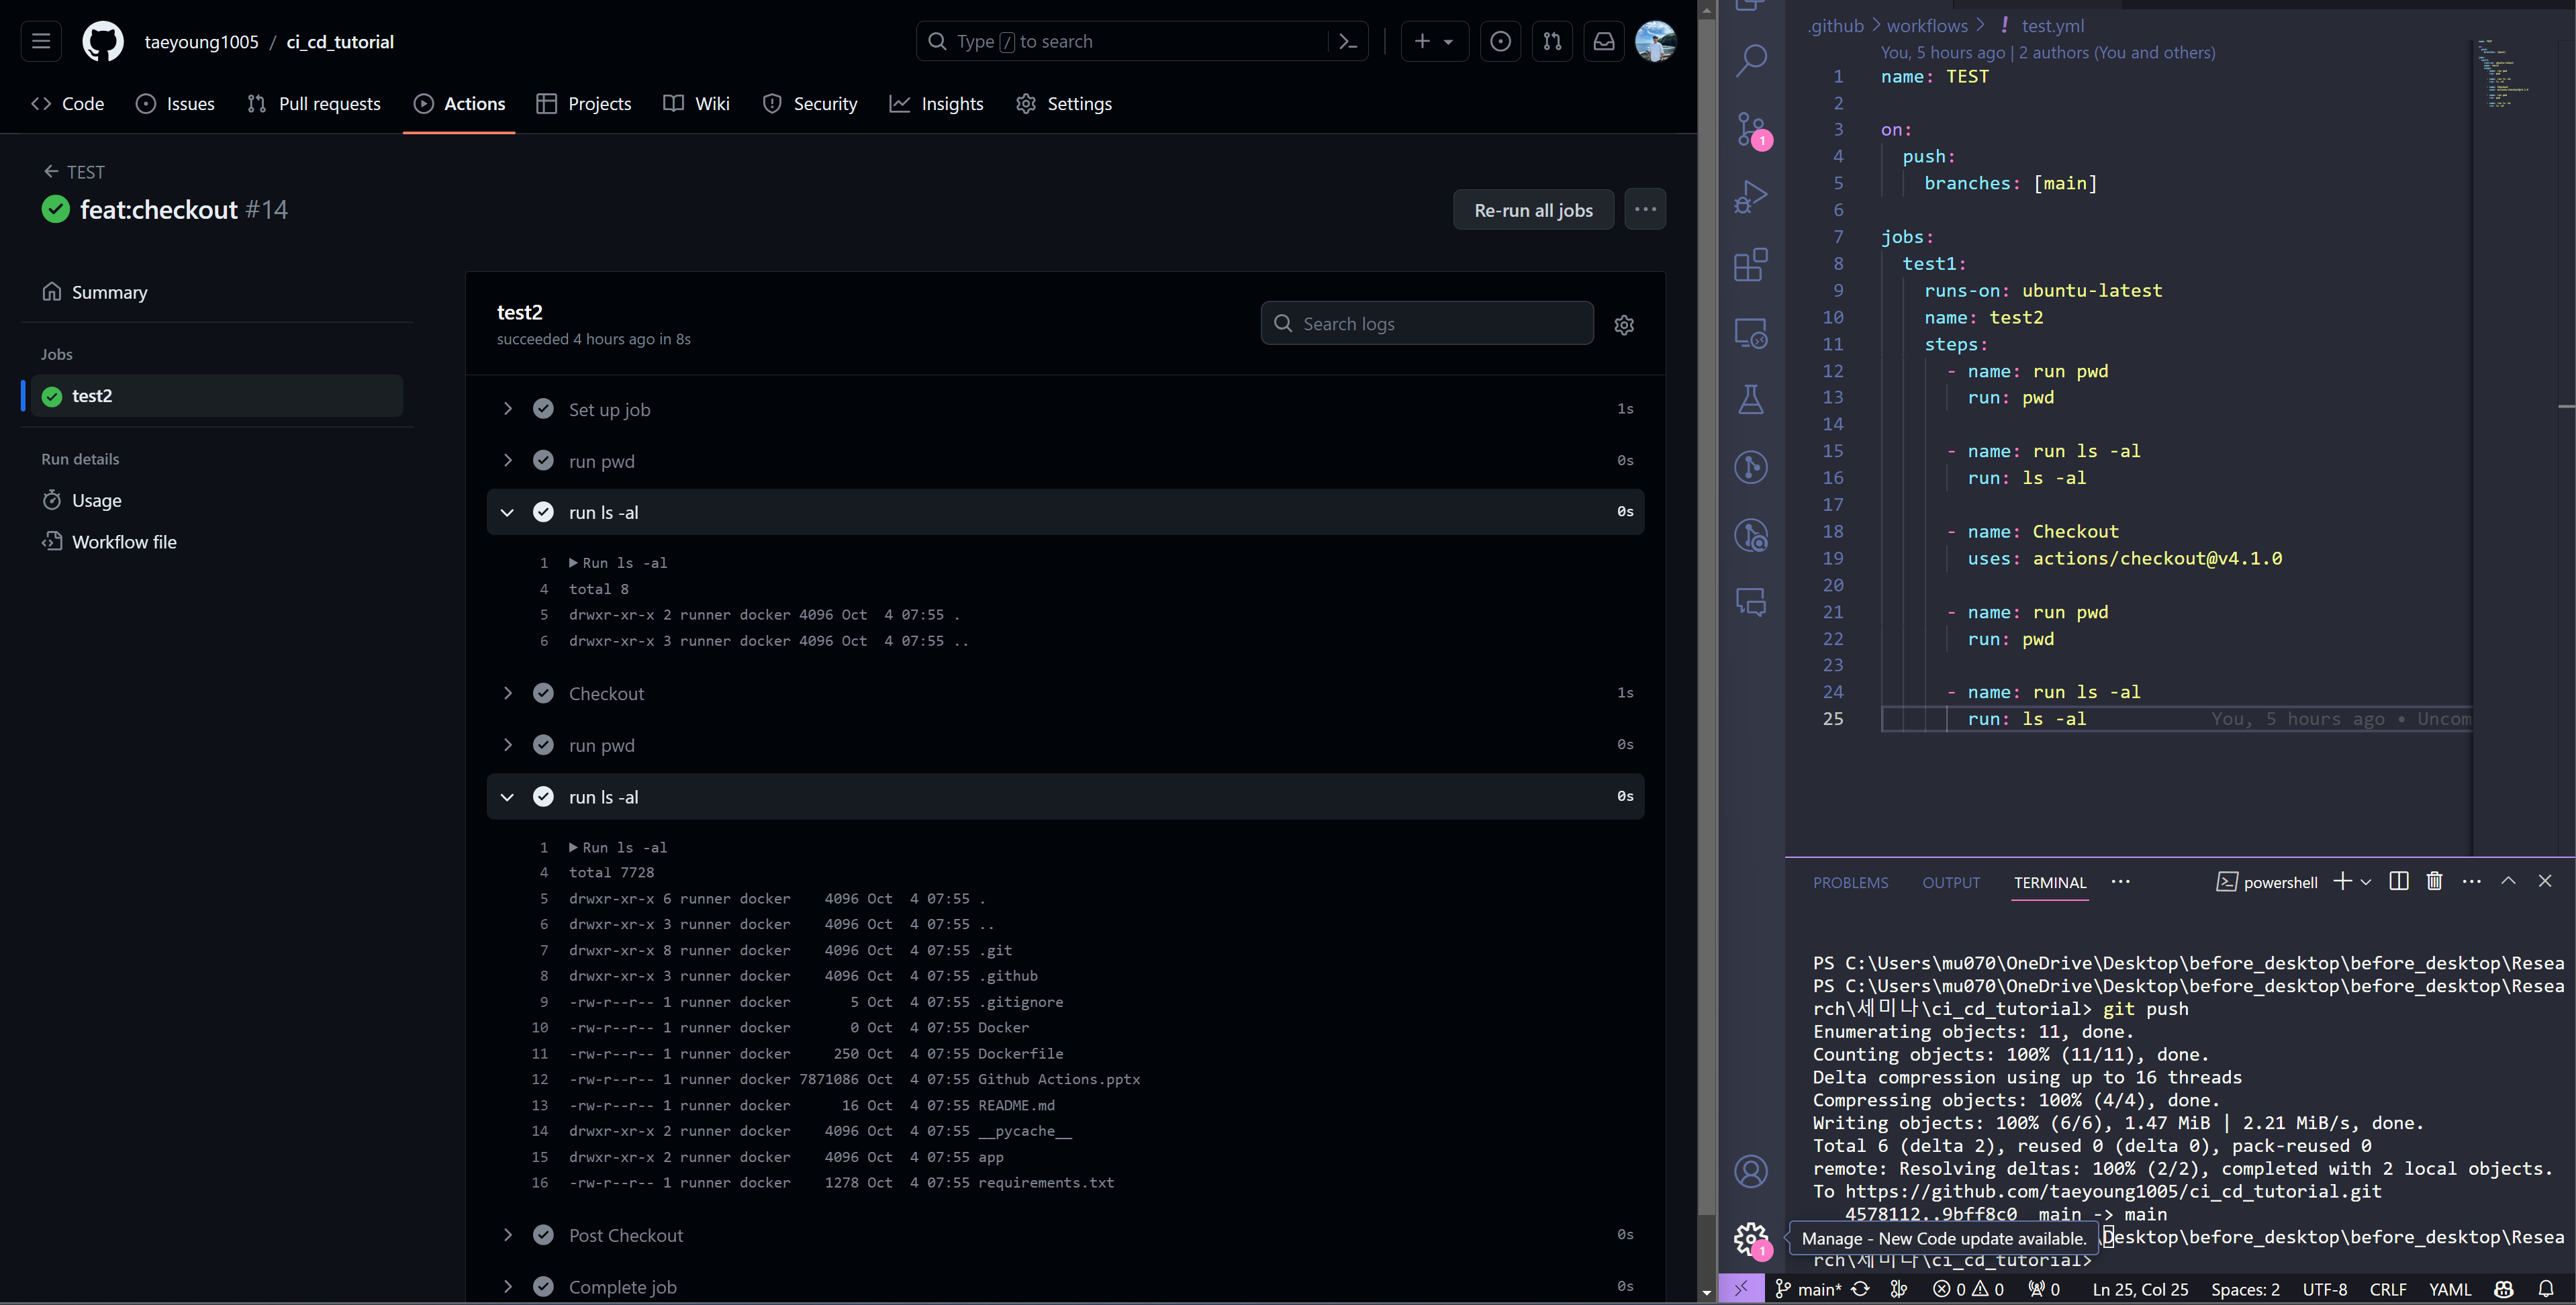 taeyoung1005 / ci_cd_tutorial
Type / to search
Code Issues Pull requests Actions Projects Wiki Security Insights Settings
TEST
feat:checkout #14
Re-run all jobs
Summary
Jobs
test2
Run details
Usage
Workflow file
test2
succeeded 4 hours ago in 8s
Search logs
Set up job 1s
run pwd 0s
run ls -al 0s
1 Run ls -al
4 total 8
5 drwxr-xr-x 2 runner docker 4096 Oct  4 07:55 .
6 drwxr-xr-x 3 runner docker 4096 Oct  4 07:55 ..
Checkout 1s
run pwd 0s
run ls -al 0s
1 Run ls -al
4 total 7728
5 drwxr-xr-x 6 runner docker    4096 Oct  4 07:55 .
6 drwxr-xr-x 3 runner docker    4096 Oct  4 07:55 ..
7 drwxr-xr-x 8 runner docker    4096 Oct  4 07:55 .git
8 drwxr-xr-x 3 runner docker    4096 Oct  4 07:55 .github
9 -rw-r--r-- 1 runner docker       5 Oct  4 07:55 .gitignore
10 -rw-r--r-- 1 runner docker       0 Oct  4 07:55 Docker
11 -rw-r--r-- 1 runner docker     250 Oct  4 07:55 Dockerfile
12 -rw-r--r-- 1 runner docker 7871086 Oct  4 07:55 Github Actions.pptx
13 -rw-r--r-- 1 runner docker      16 Oct  4 07:55 README.md
14 drwxr-xr-x 2 runner docker    4096 Oct  4 07:55 __pycache__
15 drwxr-xr-x 2 runner docker    4096 Oct  4 07:55 app
16 -rw-r--r-- 1 runner docker    1278 Oct  4 07:55 requirements.txt
Post Checkout 0s
Complete job 0s
1
1
.github > workflows > ! test.yml
You, 5 hours ago | 2 authors (You and others)
1 name: TEST
2
3 on:
4   push:
5     branches: [main]
6
7 jobs:
8   test1:
9     runs-on: ubuntu-latest
10     name: test2
11     steps:
12       - name: run pwd
13         run: pwd
14
15       - name: run ls -al
16         run: ls -al
17
18       - name: Checkout
19         uses: actions/checkout@v4.1.0
20
21       - name: run pwd
22         run: pwd
23
24       - name: run ls -al
25         run: ls -al You, 5 hours ago • Uncom
PROBLEMS OUTPUT TERMINAL ··· powershell
PS C:\Users\mu070\OneDrive\Desktop\before_desktop\before_desktop\Resea
PS C:\Users\mu070\OneDrive\Desktop\before_desktop\before_desktop\Resea
rch\세미나\ci_cd_tutorial> git push
Enumerating objects: 11, done.
Counting objects: 100% (11/11), done.
Delta compression using up to 16 threads
Compressing objects: 100% (4/4), done.
Writing objects: 100% (6/6), 1.47 MiB | 2.21 MiB/s, done.
Total 6 (delta 2), reused 0 (delta 0), pack-reused 0
remote: Resolving deltas: 100% (2/2), completed with 2 local objects.
To https://github.com/taeyoung1005/ci_cd_tutorial.git
4578112..9bff8c0  main -> main
Manage - New Code update available. \Desktop\before_desktop\before_desktop\Resea
rch\세미나\ci_cd_tutorial>
main* 0 0 0 Ln 25, Col 25 Spaces: 2 UTF-8 CRLF YAML